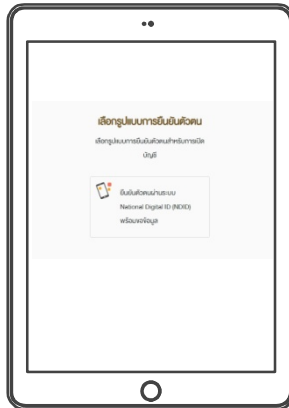 เลือกรูปแบบการยืนยันตัวตน
เลือกรูปแบบการยืนยันตัวตนสำหรับการเปิด
บัญชี
ยืนยันตัวตนผ่านระบบ
National Digital ID (NDID)
พร้อมขอข้อมูล